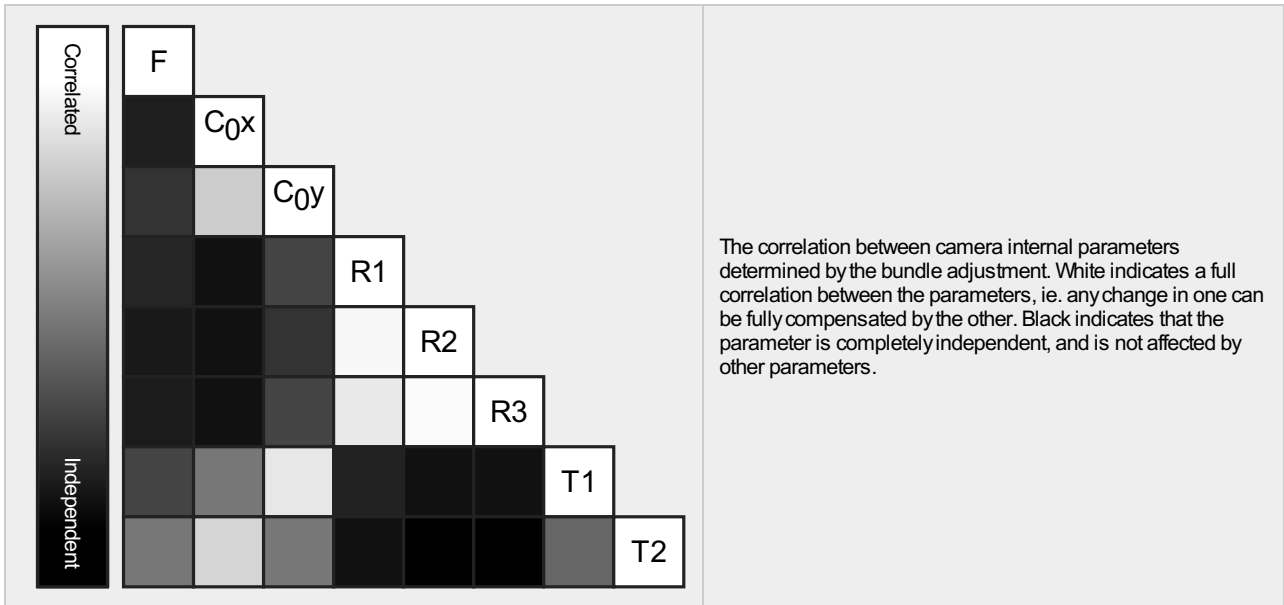 Correlated
Independent
F
C0x
C0y
R1
R2
R3
T1
T2
The correlation between camera internal parameters
determined by the bundle adjustment. White indicates a full
correlation between the parameters, ie. any change in one can
be fully compensated by the other. Black indicates that the
parameter is completely independent, and is not affected by
other parameters.